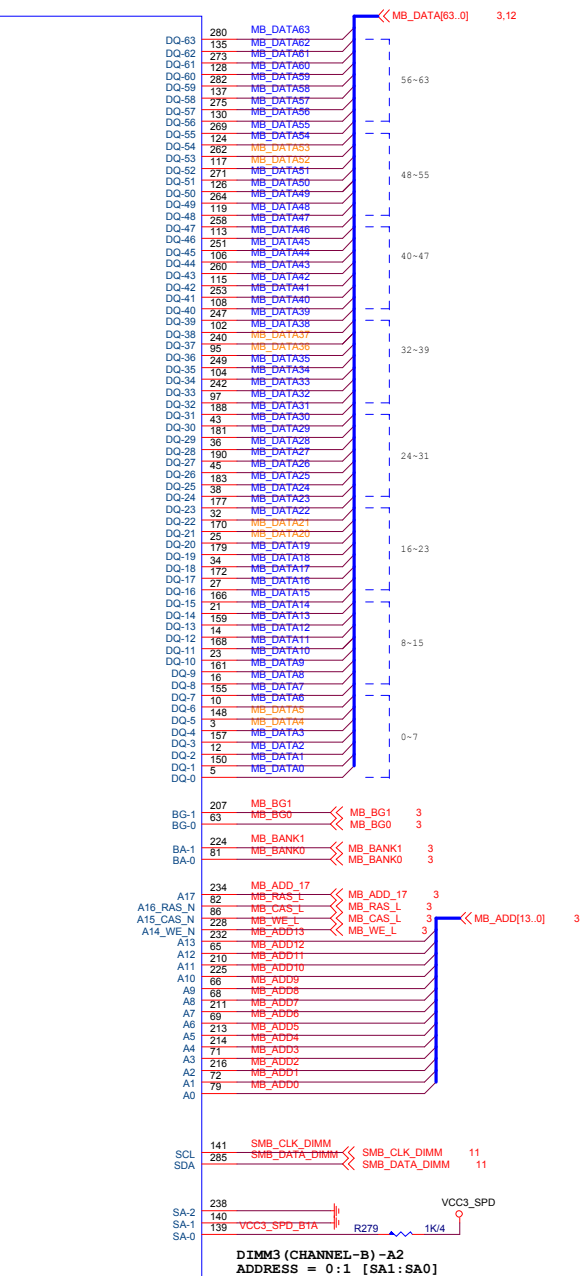 MB_DATA[63..0] 3,12
DQ-63 280 MB_DATA63
DQ-62 135 MB_DATA62
DQ-61 273 MB_DATA61
DQ-60 128 MB_DATA60
DQ-59 282 MB_DATA59
DQ-58 137 MB_DATA58
DQ-57 275 MB_DATA57
DQ-56 130 MB_DATA56
56~63
DQ-55 269 MB_DATA55
DQ-54 124 MB_DATA54
DQ-53 262 MB_DATA53
DQ-52 117 MB_DATA52
DQ-51 271 MB_DATA51
DQ-50 126 MB_DATA50
DQ-49 264 MB_DATA49
DQ-48 119 MB_DATA48
48~55
DQ-47 258 MB_DATA47
DQ-46 113 MB_DATA46
DQ-45 251 MB_DATA45
DQ-44 106 MB_DATA44
DQ-43 260 MB_DATA43
DQ-42 115 MB_DATA42
DQ-41 253 MB_DATA41
DQ-40 108 MB_DATA40
40~47
DQ-39 247 MB_DATA39
DQ-38 102 MB_DATA38
DQ-37 240 MB_DATA37
DQ-36 95 MB_DATA36
DQ-35 249 MB_DATA35
DQ-34 104 MB_DATA34
DQ-33 242 MB_DATA33
DQ-32 97 MB_DATA32
32~39
DQ-31 188 MB_DATA31
DQ-30 43 MB_DATA30
DQ-29 181 MB_DATA29
DQ-28 36 MB_DATA28
DQ-27 190 MB_DATA27
DQ-26 45 MB_DATA26
DQ-25 183 MB_DATA25
DQ-24 38 MB_DATA24
24~31
DQ-23 177 MB_DATA23
DQ-22 32 MB_DATA22
DQ-21 170 MB_DATA21
DQ-20 25 MB_DATA20
DQ-19 179 MB_DATA19
DQ-18 34 MB_DATA18
DQ-17 172 MB_DATA17
DQ-16 27 MB_DATA16
16~23
DQ-15 166 MB_DATA15
DQ-14 21 MB_DATA14
DQ-13 159 MB_DATA13
DQ-12 14 MB_DATA12
DQ-11 168 MB_DATA11
DQ-10 23 MB_DATA10
DQ-9 161 MB_DATA9
DQ-8 16 MB_DATA8
8~15
DQ-7 155 MB_DATA7
DQ-6 10 MB_DATA6
DQ-5 148 MB_DATA5
DQ-4 3 MB_DATA4
DQ-3 157 MB_DATA3
DQ-2 12 MB_DATA2
DQ-1 150 MB_DATA1
DQ-0 5 MB_DATA0
0~7
BG-1 207 MB_BG1 MB_BG1 3
BG-0 63 MB_BG0 MB_BG0 3
BA-1 224 MB_BANK1 MB_BANK1 3
BA-0 81 MB_BANK0 MB_BANK0 3
A17 234 MB_ADD_17 MB_ADD_17 3
A16_RAS_N 82 MB_RAS_L MB_RAS_L 3
A15_CAS_N 86 MB_CAS_L MB_CAS_L 3
A14_WE_N 228 MB_WE_L MB_WE_L 3
MB_ADD[13..0] 3
A13 232 MB_ADD13
A12 65 MB_ADD12
A11 210 MB_ADD11
A10 225 MB_ADD10
A9 66 MB_ADD9
A8 68 MB_ADD8
A7 211 MB_ADD7
A6 69 MB_ADD6
A5 213 MB_ADD5
A4 214 MB_ADD4
A3 71 MB_ADD3
A2 216 MB_ADD2
A1 72 MB_ADD1
A0 79 MB_ADD0
SCL 141 SMB_CLK_DIMM SMB_CLK_DIMM 11
SDA 285 SMB_DATA_DIMM SMB_DATA_DIMM 11
VCC3_SPD
SA-2 238
SA-1 140
SA-0 139 VCC3_SPD_B1A R279 1K/4
DIMM3(CHANNEL-B)-A2
ADDRESS = 0:1 [SA1:SA0]